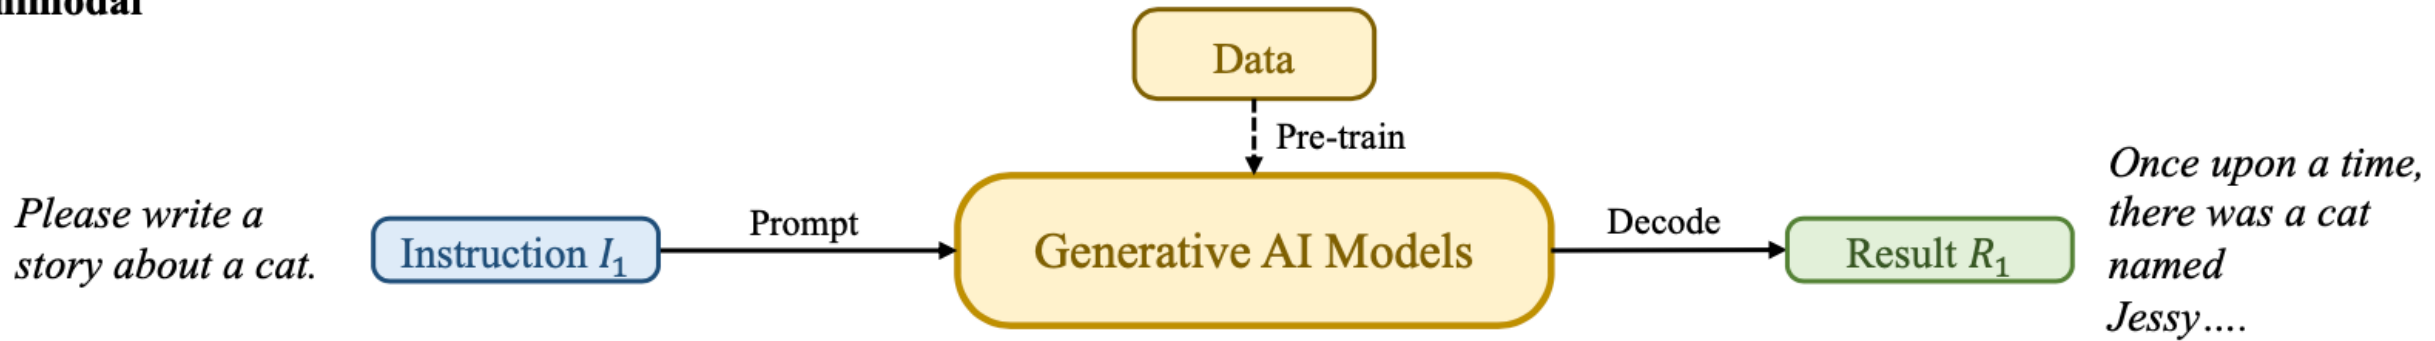 Data
Pre-train
Please write a
story about a cat.
Instruction I₁
Prompt
Generative AI Models
Decode
Result R₁
Once upon a time,
there was a cat
named
Jessy....